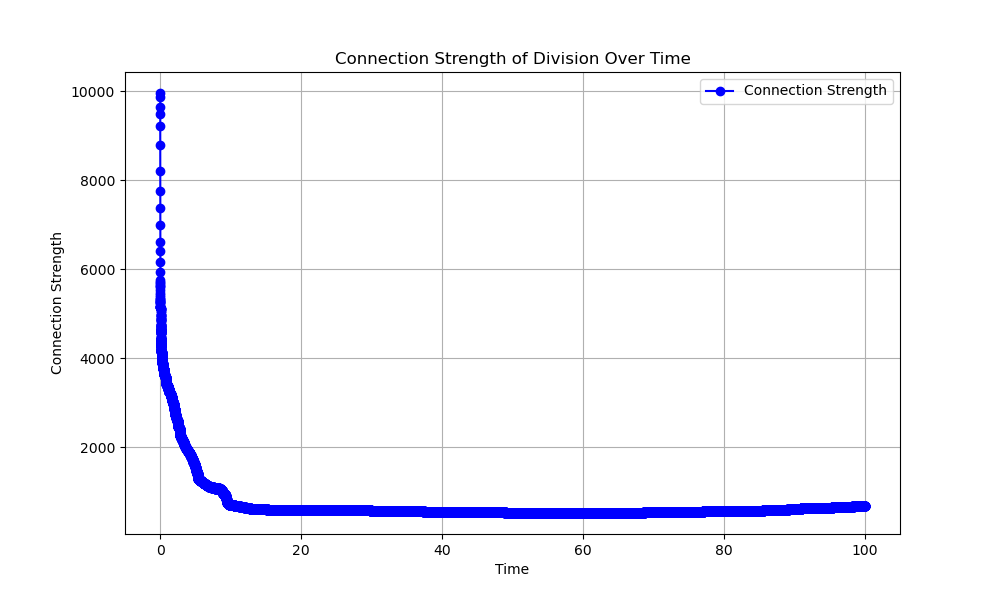 Connection Strength of Division Over Time
Connection Strength
10000
8000
6000
4000
2000
Connection Strength
0 20 40 60 80 100
Time